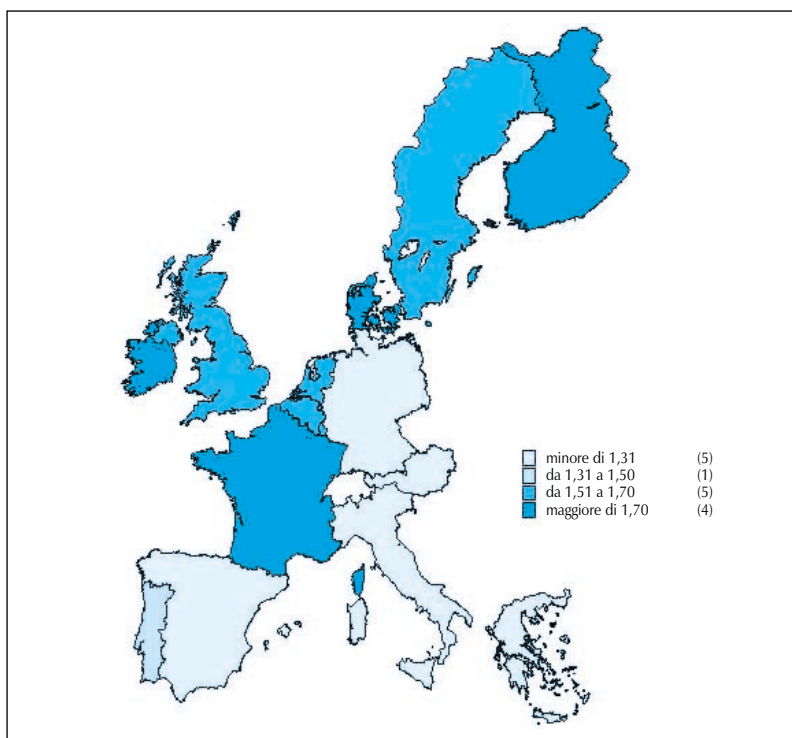 minore di 1,31 (5)
da 1,31 a 1,50 (1)
da 1,51 a 1,70 (5)
maggiore di 1,70 (4)